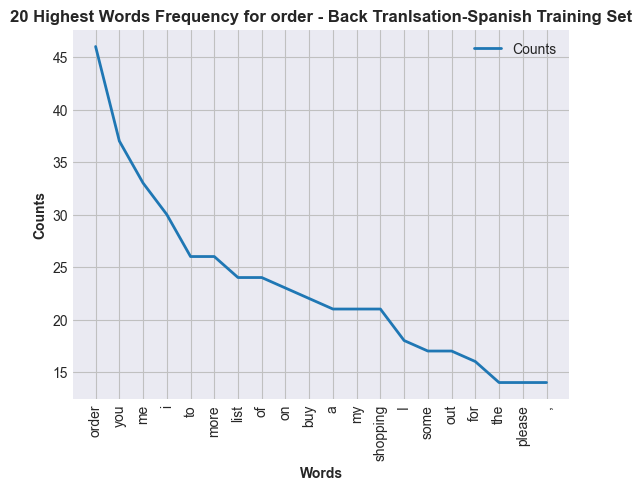 20 Highest Words Frequency for order - Back Tranlsation-Spanish Training Set
Counts
45
40
35
30
25
20
15
Counts
order
you
me
i
to
more
list
of
on
buy
a
my
shopping
I
some
out
for
the
please
,
Words